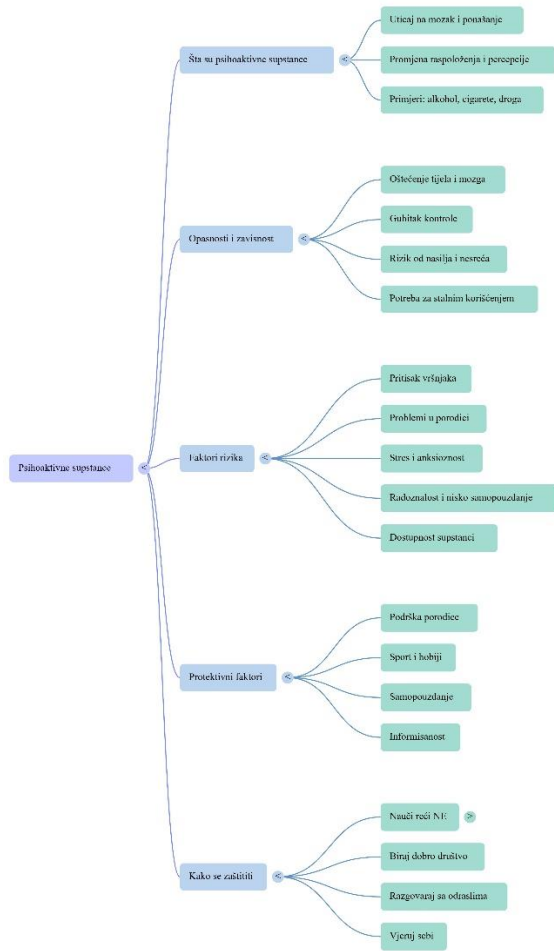 Psihoaktivne supstance
Šta su psihoaktivne supstance
Uticaj na mozak i ponašanje
Promjena raspoloženja i percepcije
Primjeri: alkohol, cigarete, droga
Opasnosti i zavisnost
Oštećenje tijela i mozga
Gubitak kontrole
Rizik od nasilja i nesreća
Potreba za stalnim korišćenjem
Faktori rizika
Pritisak vršnjaka
Problemi u porodici
Stres i anksioznost
Radoznalost i nisko samopouzdanje
Dostupnost supstanci
Protektivni faktori
Podrška porodice
Sport i hobiji
Samopouzdanje
Informisanost
Kako se zaštititi
Nauči reći NE
Biraj dobro društvo
Razgovaraj sa odraslima
Vjeruj sebi